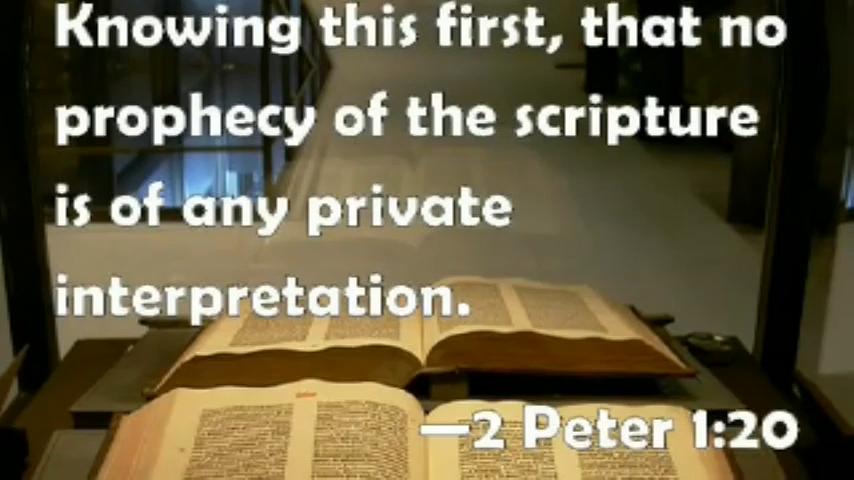 Knowing this first, that no
prophecy of the scripture
is of any private
interpretation.
—2 Peter 1:20